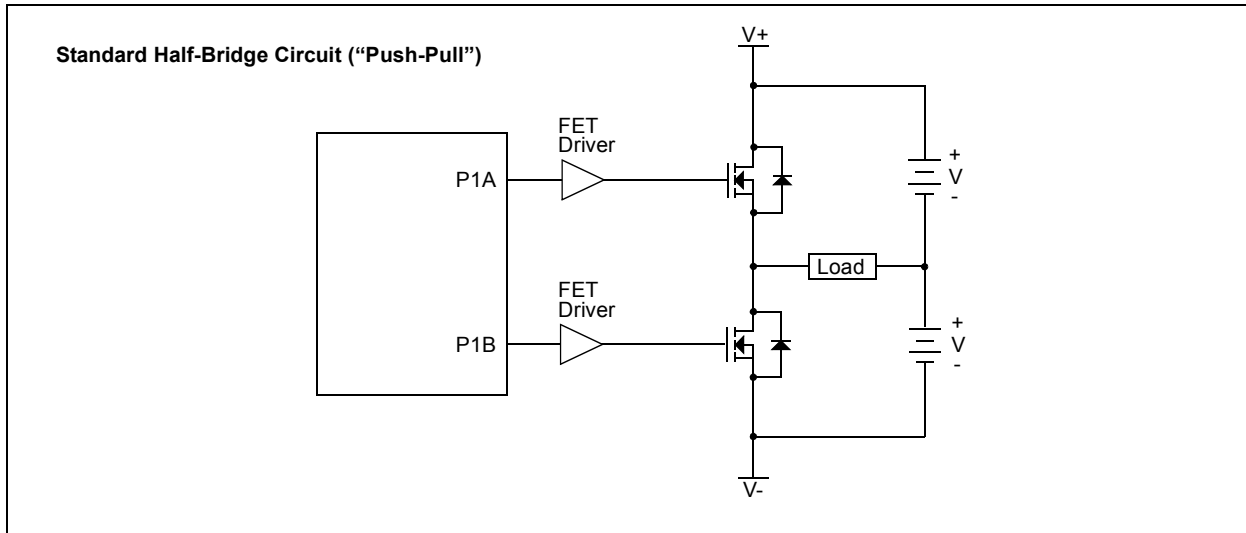 Standard Half-Bridge Circuit (“Push-Pull”)
V+
FET
Driver
P1A
+
V
-
Load
FET
Driver
P1B
+
V
-
V-